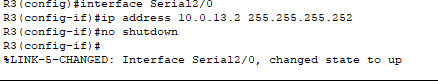 R3(config)#interface Serial2/0
R3(config-if)#ip address 10.0.13.2 255.255.255.252
R3(config-if)#no shutdown
R3(config-if)#
%LINK-5-CHANGED: Interface Serial2/0, changed state to up